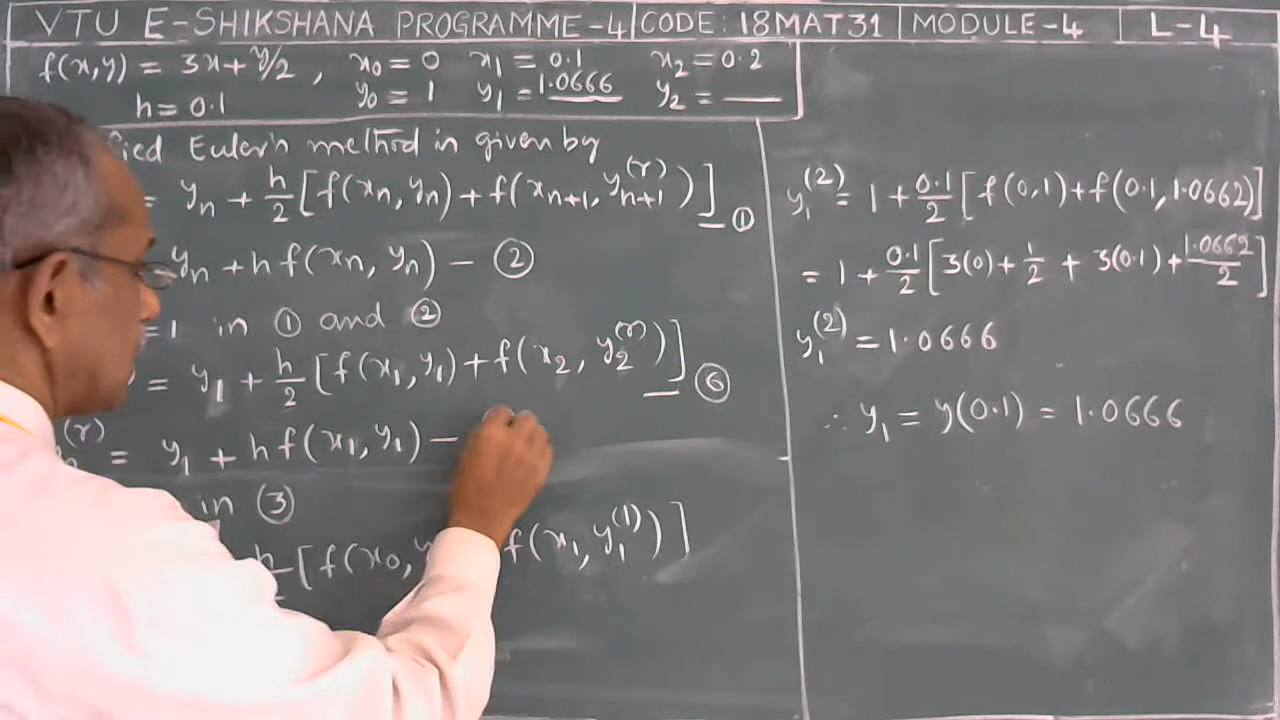 VTU E-SHIKSHANA PROGRAMME-4 CODE: 18MAT31 MODULE-4 L-4
f(x,y) = 3x + y/2 , x₀ = 0 x₁ = 0.1 x₂ = 0.2
h = 0.1 y₀ = 1 y₁ = 1.0666 y₂ = ___
Euler's method is given by
= yₙ + h/2 [f(xₙ, yₙ) + f(xₙ₊₁, yₙ₊₁^(r))] — ①
yₙ + h f(xₙ, yₙ) — ②
=1 in ① and ②
= y₁ + h/2 [f(x₁, y₁) + f(x₂, y₂^(r))] — ⑥
(r) = y₁ + h f(x₁, y₁) —
in ③
[f(x₀, f(x₁, y₁^(1))]
y₁^(2) = 1 + 0.1/2 [f(0,1) + f(0.1, 1.0662)]
= 1 + 0.1/2 [3(0) + 1/2 + 3(0.1) + 1.0662/2]
y₁^(2) = 1.0666
∴ y₁ = y(0.1) = 1.0666